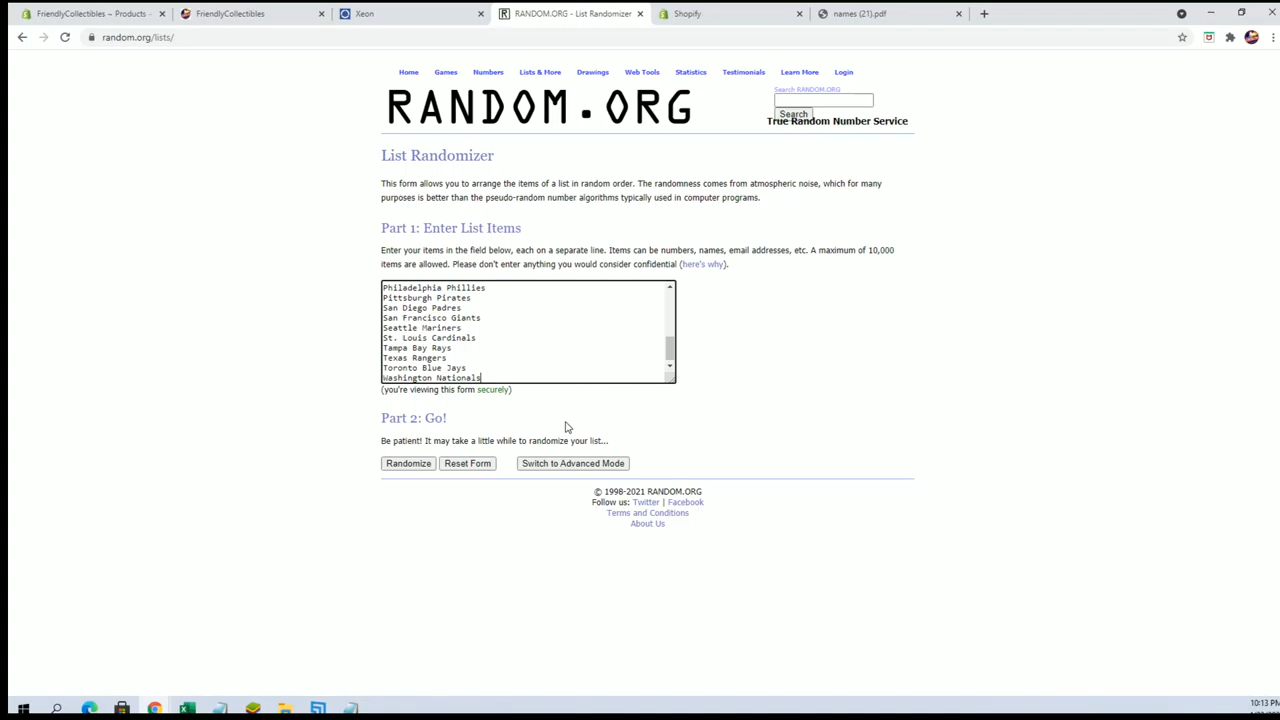 FriendlyCollectibles ~ Products ~
FriendlyCollectibles
Xeon
RANDOM.ORG - List Randomizer
Shopify
names (21).pdf
random.org/lists/
Home Games Numbers Lists & More Drawings Web Tools Statistics Testimonials Learn More Login
Search RANDOM.ORG
RANDOM.ORG
Search
True Random Number Service
List Randomizer
This form allows you to arrange the items of a list in random order. The randomness comes from atmospheric noise, which for many
purposes is better than the pseudo-random number algorithms typically used in computer programs.
Part 1: Enter List Items
Enter your items in the field below, each on a separate line. Items can be numbers, names, email addresses, etc. A maximum of 10,000
items are allowed. Please don't enter anything you would consider confidential (here's why).
Philadelphia Phillies
Pittsburgh Pirates
San Diego Padres
San Francisco Giants
Seattle Mariners
St. Louis Cardinals
Tampa Bay Rays
Texas Rangers
Toronto Blue Jays
Washington Nationals
(you're viewing this form securely)
Part 2: Go!
Be patient! It may take a little while to randomize your list...
Randomize Reset Form Switch to Advanced Mode
© 1998-2021 RANDOM.ORG
Follow us: Twitter | Facebook
Terms and Conditions
About Us
10:13 PM